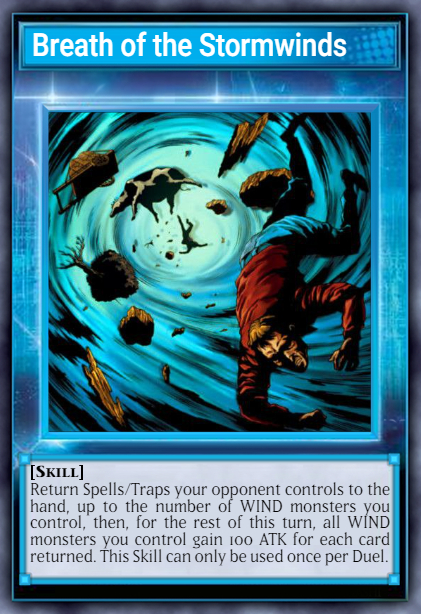 Breath of the Stormwinds
[SKILL]
Return Spells/Traps your opponent controls to the
hand, up to the number of WIND monsters you
control, then, for the rest of this turn, all WIND
monsters you control gain 100 ATK for each card
returned. This Skill can only be used once per Duel.